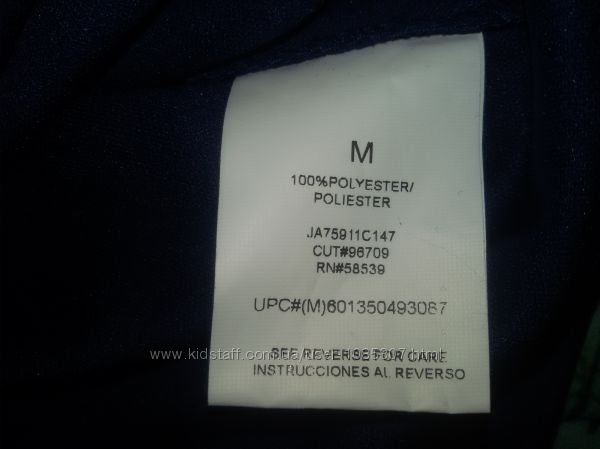 M
100%POLYESTER/
POLIESTER
JA75911C147
CUT#96709
RN#58539
UPC#(M)601350493087
SEE REVERSE FOR CARE
INSTRUCCIONES AL REVERSO